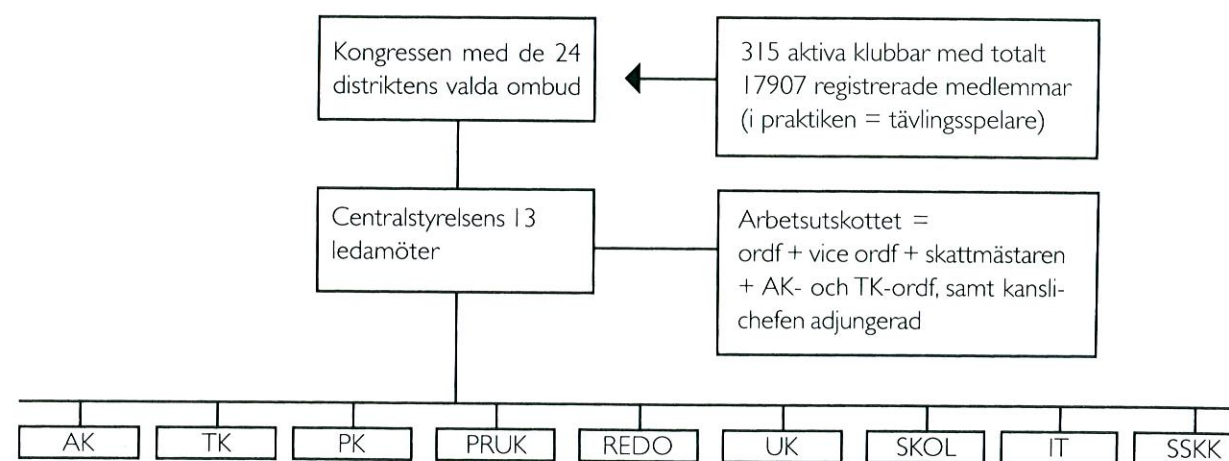 Kongressen med de 24
distriktens valda ombud
315 aktiva klubbar med totalt
17907 registrerade medlemmar
(i praktiken = tävlingsspelare)
Centralstyrelsens 13
ledamöter
Arbetsutskottet =
ordf + vice ordf + skattmästaren
+ AK- och TK-ordf, samt kansli-
chefen adjungerad
AK TK PK PRUK REDO UK SKOL IT SSKK